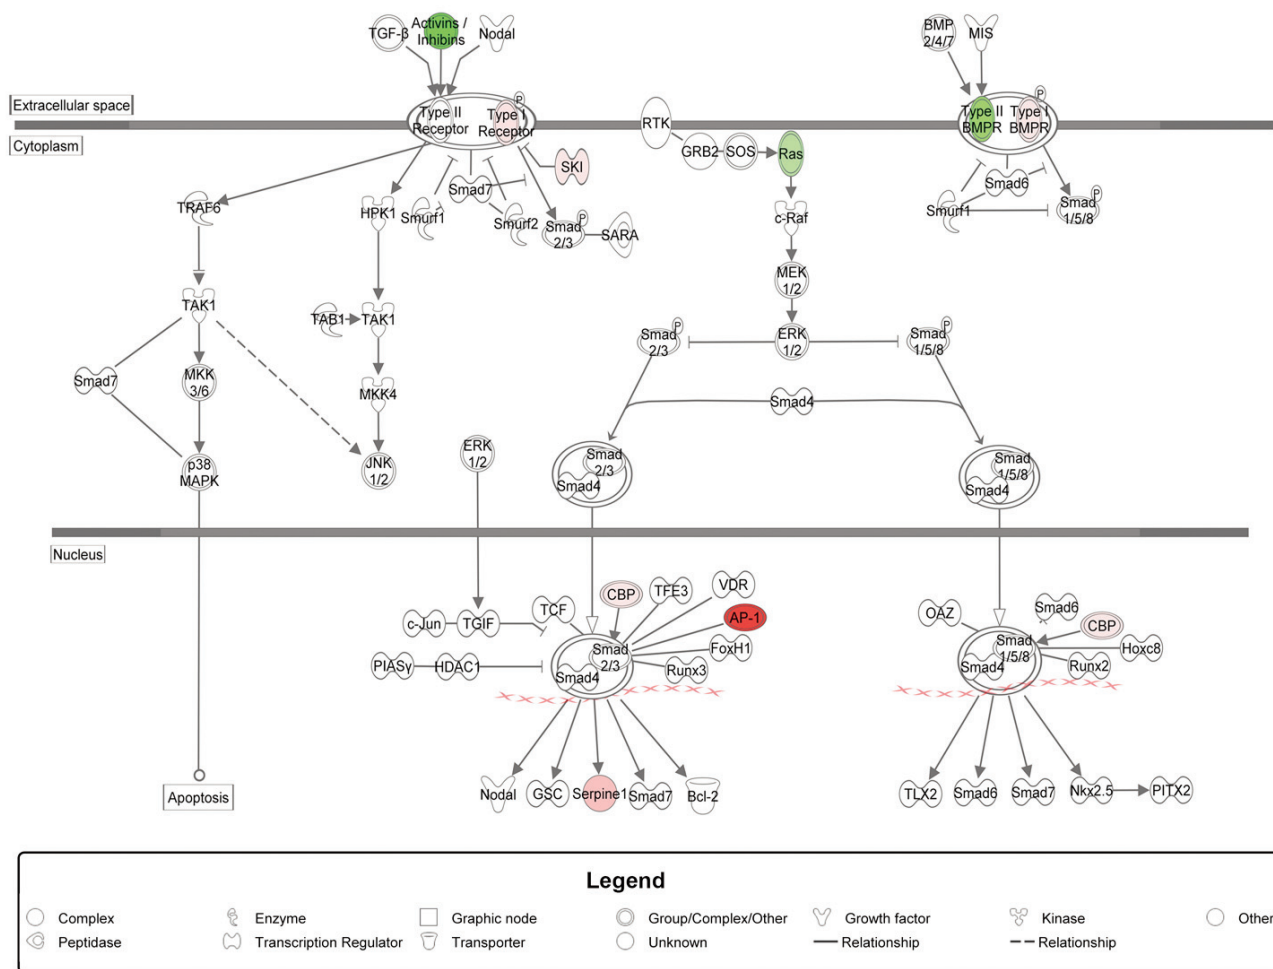 TGF-β
Activins /
Inhibins
Nodal
BMP
2/4/7
MIS
Extracellular space
Cytoplasm
Type II
Receptor
P
Type I
Receptor
RTK
GRB2
SOS
Ras
Type II
BMPR
P
Type I
BMPR
SKI
TRAF6
HPK1
Smurf1
Smad7
Smurf2
P
Smad
2/3
SARA
c-Raf
Smad6
Smurf1
P
Smad
1/5/8
MEK
1/2
TAK1
TAB1
TAK1
P
Smad
2/3
ERK
1/2
P
Smad
1/5/8
Smad7
MKK
3/6
MKK4
Smad4
p38
MAPK
JNK
1/2
ERK
1/2
Smad
2/3
Smad4
Smad
1/5/8
Smad4
Nucleus
c-Jun
TGIF
TCF
CBP
TFE3
VDR
AP-1
FoxH1
Runx3
PIASγ
HDAC1
Smad
2/3
Smad4
OAZ
Smad6
CBP
Hoxc8
Runx2
Smad
1/5/8
Smad4
Apoptosis
Nodal
GSC
Serpine1
Smad7
Bcl-2
TLX2
Smad6
Smad7
Nkx2.5
PITX2
Legend
Complex
Enzyme
Graphic node
Group/Complex/Other
Growth factor
Kinase
Other
Peptidase
Transcription Regulator
Transporter
Unknown
Relationship
Relationship